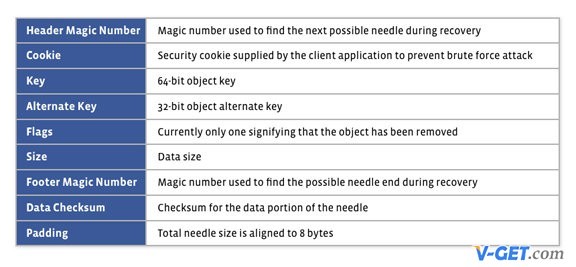 Header Magic Number Magic number used to find the next possible needle during recovery
Cookie Security cookie supplied by the client application to prevent brute force attack
Key 64-bit object key
Alternate Key 32-bit object alternate key
Flags Currently only one signifying that the object has been removed
Size Data size
Footer Magic Number Magic number used to find the possible needle end during recovery
Data Checksum Checksum for the data portion of the needle
Padding Total needle size is aligned to 8 bytes
V-GET.com